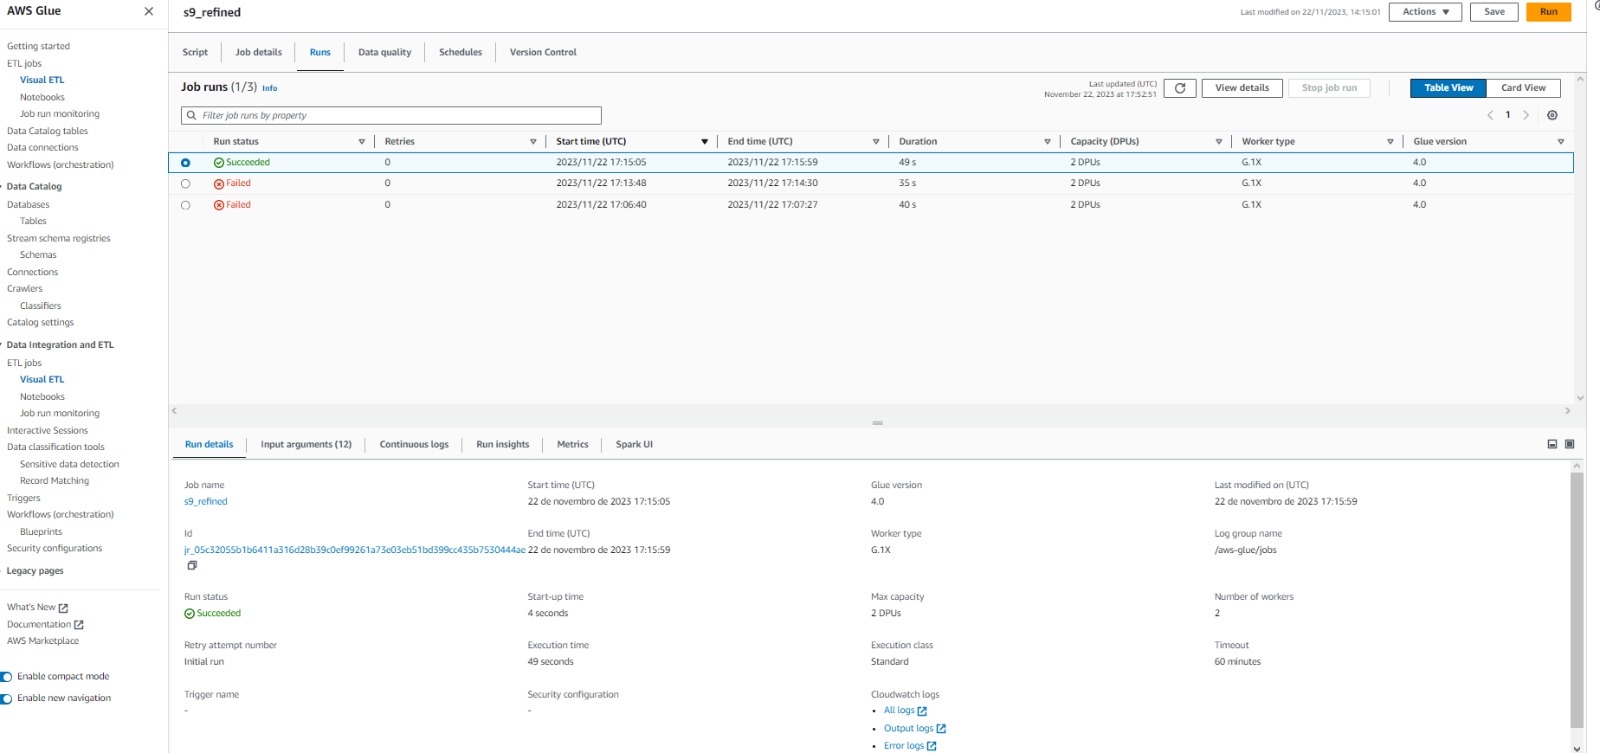 AWS Glue
Getting started
ETL jobs
Visual ETL
Notebooks
Job run monitoring
Data Catalog tables
Data connections
Workflows (orchestration)
Data Catalog
Databases
Tables
Stream schema registries
Schemas
Connections
Crawlers
Classifiers
Catalog settings
Data Integration and ETL
ETL jobs
Visual ETL
Notebooks
Job run monitoring
Interactive Sessions
Data classification tools
Sensitive data detection
Record Matching
Triggers
Workflows (orchestration)
Blueprints
Security configurations
Legacy pages
What's New
Documentation
AWS Marketplace
Enable compact mode
Enable new navigation
s9_refined
Last modified on 22/11/2023, 14:15:01 Actions Save Run
Script Job details Runs Data quality Schedules Version Control
Job runs (1/3) Info
Last updated (UTC)
November 22, 2023 at 17:52:51
View details Stop job run Table View Card View
Filter job runs by property
1
Run status Retries Start time (UTC) End time (UTC) Duration Capacity (DPUs) Worker type Glue version
Succeeded 0 2023/11/22 17:15:05 2023/11/22 17:15:59 49 s 2 DPUs G.1X 4.0
Failed 0 2023/11/22 17:13:48 2023/11/22 17:14:30 35 s 2 DPUs G.1X 4.0
Failed 0 2023/11/22 17:06:40 2023/11/22 17:07:27 40 s 2 DPUs G.1X 4.0
Run details Input arguments (12) Continuous logs Run insights Metrics Spark UI
Job name Start time (UTC) Glue version Last modified on (UTC)
s9_refined 22 de novembro de 2023 17:15:05 4.0 22 de novembro de 2023 17:15:59
Id End time (UTC) Worker type Log group name
jr_05c32055b1b6411a316d28b39c0ef99261a73e03eb51bd399cc435b7530444ae 22 de novembro de 2023 17:15:59 G.1X /aws-glue/jobs
Run status Start-up time Max capacity Number of workers
Succeeded 4 seconds 2 DPUs 2
Retry attempt number Execution time Execution class Timeout
Initial run 49 seconds Standard 60 minutes
Trigger name Security configuration Cloudwatch logs
- -
All logs
Output logs
Error logs